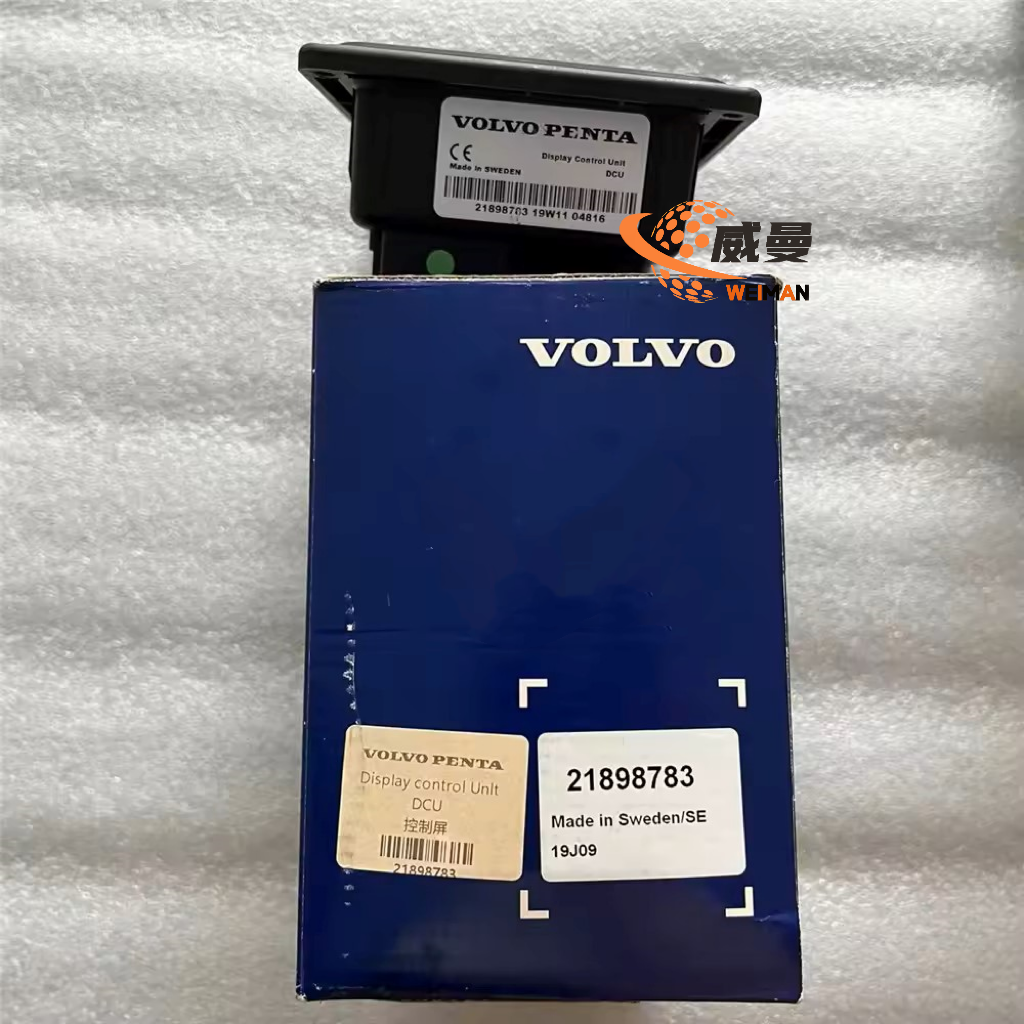 VOLVO PENTA
CE
Display Control Unit
Made in SWEDEN
DCU
21898783 19W11 04816
威曼
WEIMAN
VOLVO
VOLVO PENTA
Display control UnIt
DCU
控制屏
21898783
21898783
Made in Sweden/SE
19J09